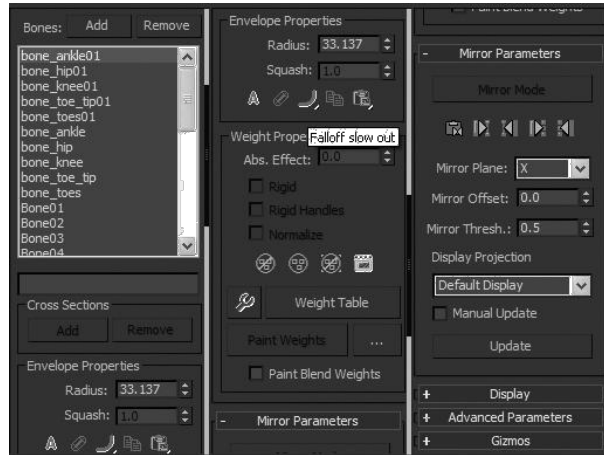 Bones:
Add
Remove
bone_ankle01
bone_hip01
bone_knee01
bone_toe_tip01
bone_toes01
bone_ankle
bone_hip
bone_knee
bone_toe_tip
bone_toes
Bone01
Bone02
Bone03
Bone04
Cross Sections
Add
Remove
Envelope Properties
Radius: 33.137
Squash: 1.0
A
Envelope Properties
Radius: 33.137
Squash: 1.0
A
Falloff slow out
Weight Prope
Abs. Effect: 0.0
Rigid
Rigid Handles
Normalize
Weight Table
Paint Weights
...
Paint Blend Weights
- Mirror Parameters
Paint Blend Weights
- Mirror Parameters
Mirror Mode
Mirror Plane: X
Mirror Offset: 0.0
Mirror Thresh.: 0.5
Display Projection
Default Display
Manual Update
Update
+ Display
+ Advanced Parameters
+ Gizmos